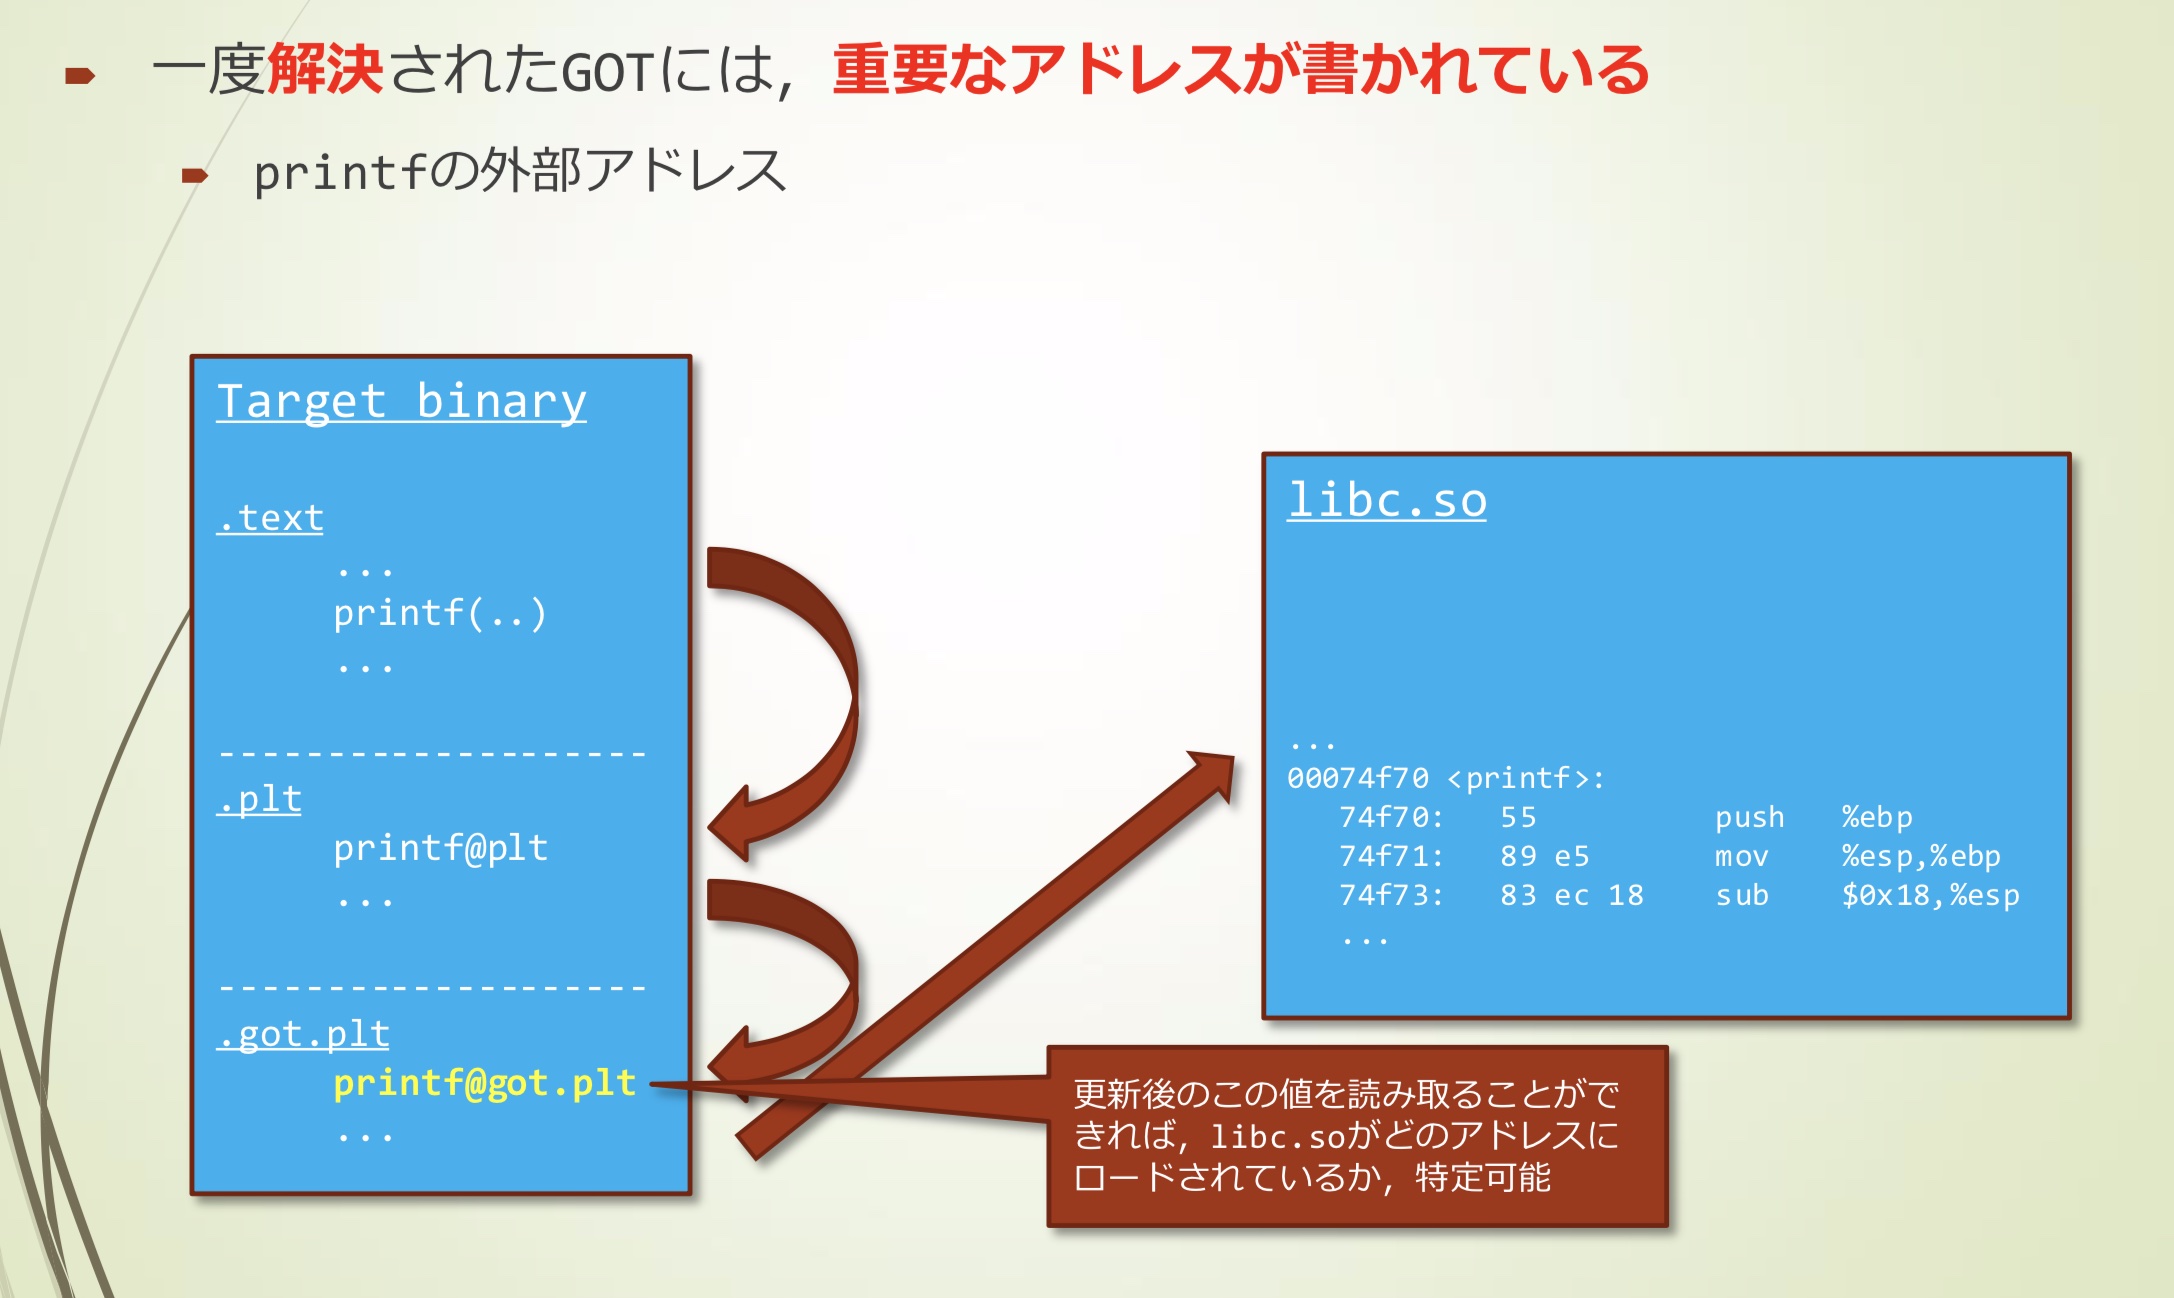 一度解決されたGOTには，重要なアドレスが書かれている
printfの外部アドレス
Target binary
.text
...
printf(..)
...
--------------------
.plt
printf@plt
...
--------------------
.got.plt
printf@got.plt
...
libc.so
...
00074f70 <printf>:
74f70: 55 push %ebp
74f71: 89 e5 mov %esp,%ebp
74f73: 83 ec 18 sub $0x18,%esp
...
更新後のこの値を読み取ることがで
きれば，libc.soがどのアドレスに
ロードされているか，特定可能